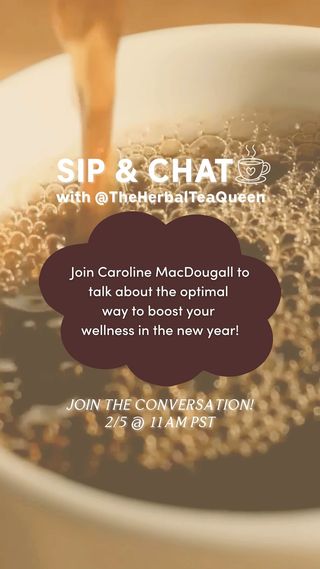 SIP & CHAT
with @TheHerbalTeaQueen
Join Caroline MacDougall to
talk about the optimal
way to boost your
wellness in the new year!
JOIN THE CONVERSATION!
2/5 @ 11AM PST